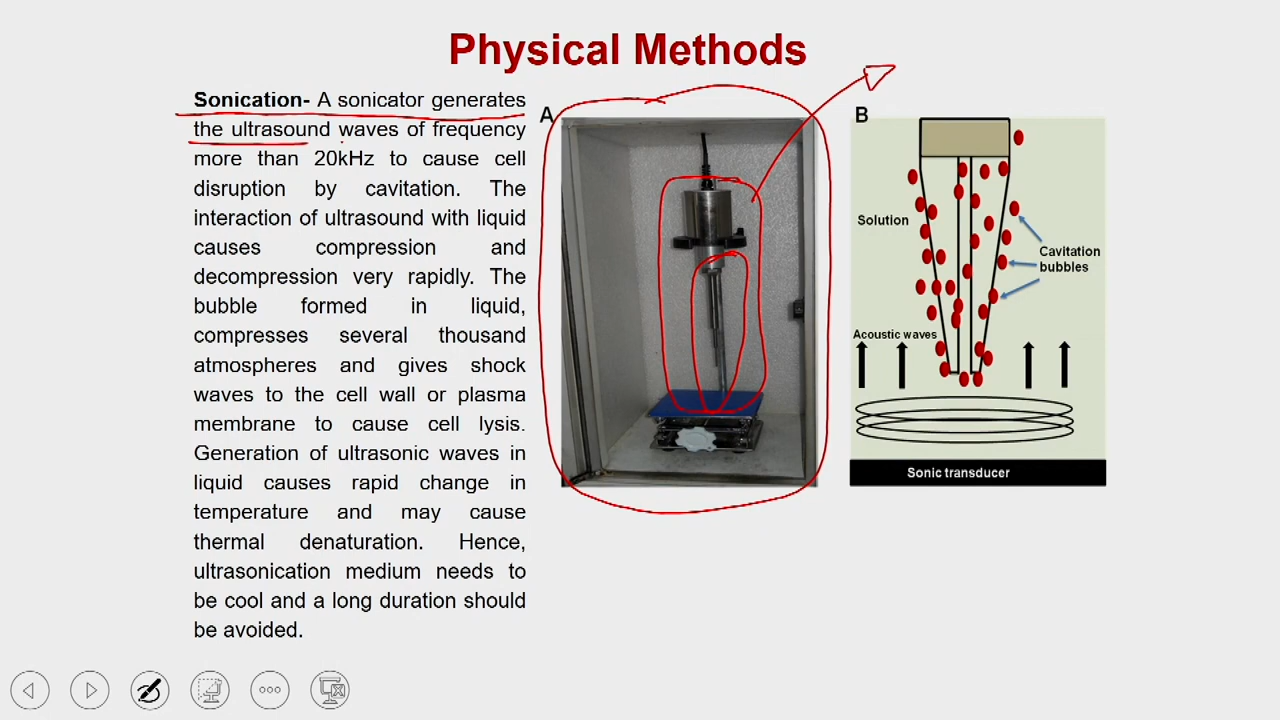 Physical Methods
Sonication- A sonicator generates
the ultrasound waves of frequency
more than 20kHz to cause cell
disruption by cavitation. The
interaction of ultrasound with liquid
causes compression and
decompression very rapidly. The
bubble formed in liquid,
compresses several thousand
atmospheres and gives shock
waves to the cell wall or plasma
membrane to cause cell lysis.
Generation of ultrasonic waves in
liquid causes rapid change in
temperature and may cause
thermal denaturation. Hence,
ultrasonication medium needs to
be cool and a long duration should
be avoided.
A
B
Solution
Cavitation
bubbles
Acoustic waves
Sonic transducer